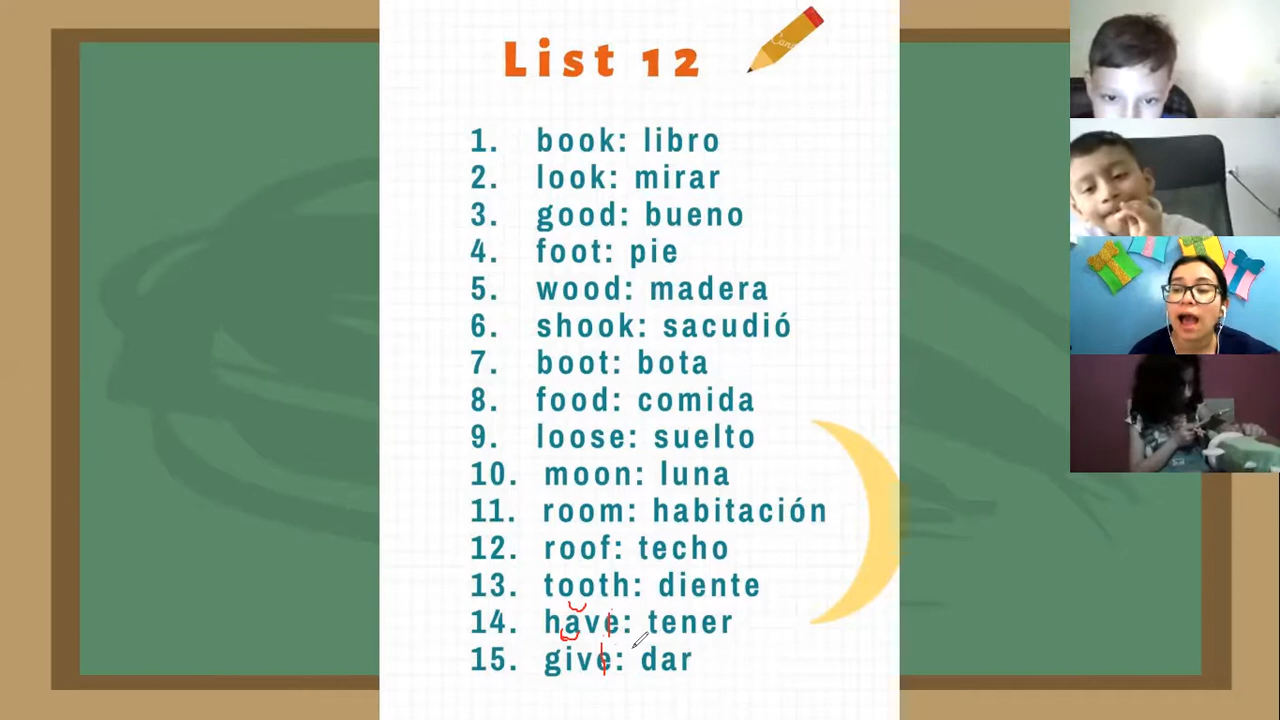 List 12
Canva
1. book: libro
2. look: mirar
3. good: bueno
4. foot: pie
5. wood: madera
6. shook: sacudió
7. boot: bota
8. food: comida
9. loose: suelto
10. moon: luna
11. room: habitación
12. roof: techo
13. tooth: diente
14. have: tener
15. give: dar